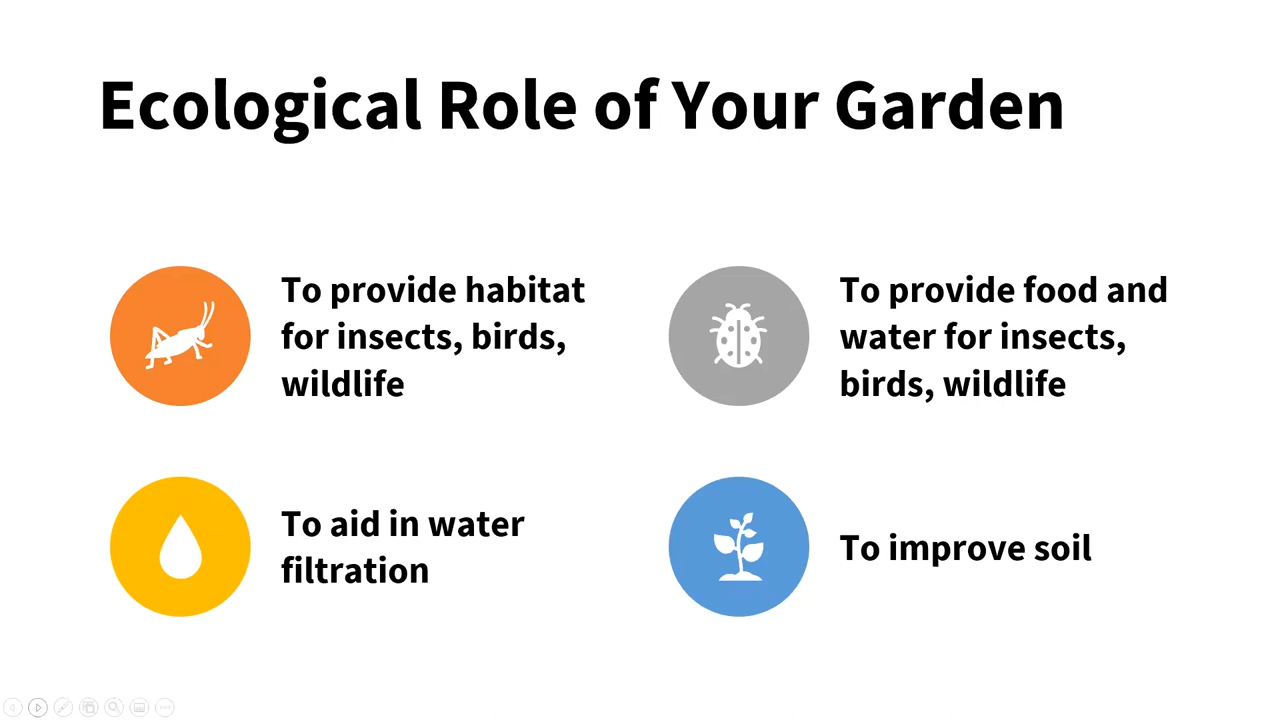 Ecological Role of Your Garden
To provide habitat
for insects, birds,
wildlife
To provide food and
water for insects,
birds, wildlife
To aid in water
filtration
To improve soil